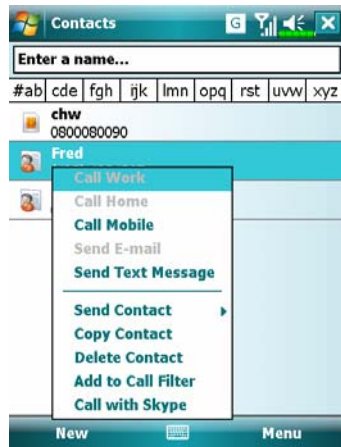 Contacts G
Enter a name...
#ab cde fgh ijk lmn opq rst uvw xyz
chw
0800080090
Fred
Call Work
Call Home
Call Mobile
Send E-mail
Send Text Message
Send Contact
Copy Contact
Delete Contact
Add to Call Filter
Call with Skype
New Menu